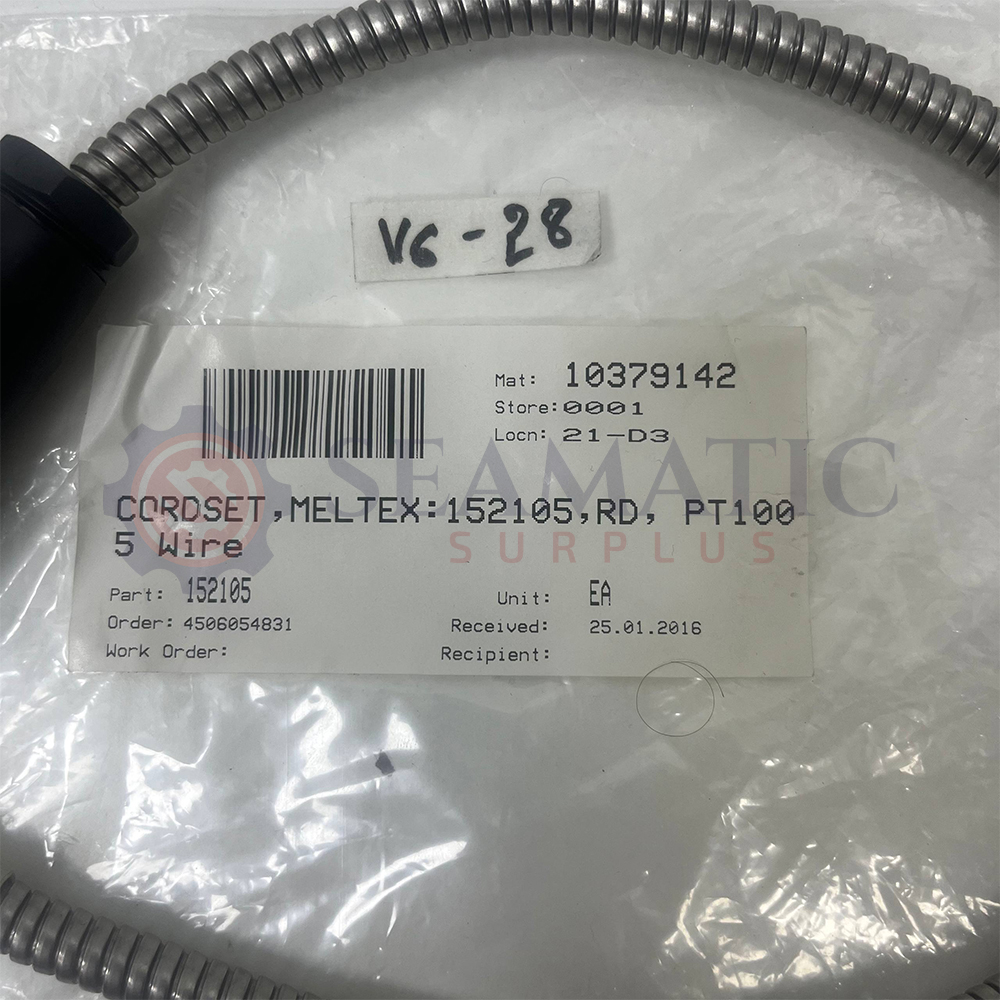 V6-28
Mat: 10379142
Store:0001
Locn: 21-D3
SEAMATIC
SURPLUS
CORDSET,MELTEX:152105,RD, PT100
5 Wire
Part: 152105
Unit: EA
Order: 4506054831
Received: 25.01.2016
Work Order:
Recipient: